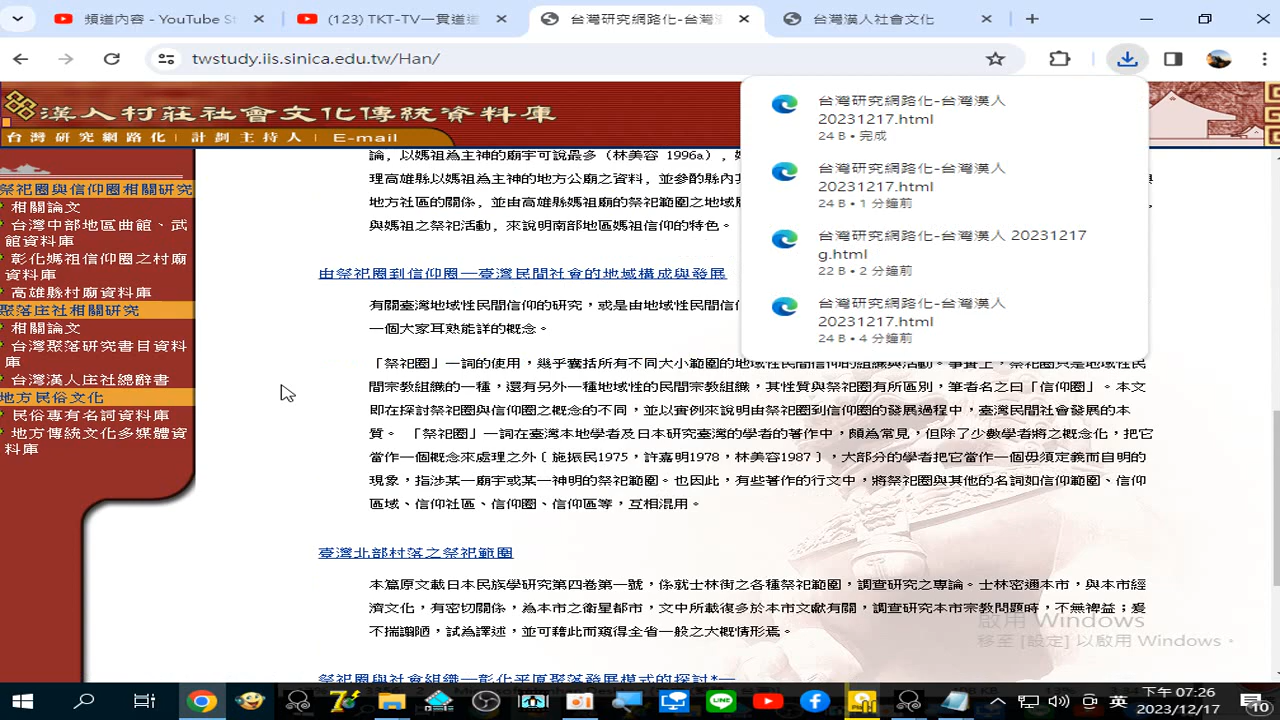 頻道內容 - YouTube S
(123) TKT-TV一貫道道
台灣研究網路化-台灣
台灣漢人社會文化
twstudy.iis.sinica.edu.tw/Han/
漢人村莊社會文化傳統資料庫
台灣研究網路化 | 計劃主持人 | E-mail
台灣研究網路化-台灣漢人
20231217.html
24 B • 完成
台灣研究網路化-台灣漢人
20231217.html
24 B • 1 分鐘前
台灣研究網路化-台灣漢人 20231217
g.html
22 B • 2 分鐘前
台灣研究網路化-台灣漢人
20231217.html
24 B • 4 分鐘前
祭祀圈與信仰圈相關研究
相關論文
台灣中部地區曲館、武
館資料庫
彰化媽祖信仰圈之村廟
資料庫
高雄縣村廟資料庫
聚落庄社相關研究
相關論文
台灣聚落研究書目資料
庫
台灣漢人庄社總辭書
地方民俗文化
民俗專有名詞資料庫
地方傳統文化多媒體資
料庫
論, 以媽祖為主神的廟宇可說最多 (林美容 1996a) ,
理高雄縣以媽祖為主神的地方公廟之資料, 並參酌縣內
地方社區的關係, 並由高雄縣媽祖廟的祭祀範圍之地域
與媽祖之祭祀活動, 來說明南部地區媽祖信仰的特色。
由祭祀圈到信仰圈—臺灣民間社會的地域構成與發展
有關臺灣地域性民間信仰的研究，或是由地域性民間信
一個大家耳熟能詳的概念。
「祭祀圈」一詞的使用，幾乎囊括所有不同大小範圍的地域性民間信仰的組織與活動。事實上，祭祀圈只是地域性民
間宗教組織的一種，還有另外一種地域性的民間宗教組織，其性質與祭祀圈有所區別，筆者名之曰「信仰圈」。本文
即在探討祭祀圈與信仰圈之概念的不同，並以實例來說明由祭祀圈到信仰圈的發展過程中，臺灣民間社會發展的本
質。 「祭祀圈」一詞在臺灣本地學者及日本研究臺灣的學者的著作中，頗為常見，但除了少數學者將之概念化，把它
當作一個概念來處理之外〔施振民1975，許嘉明1978，林美容1987〕，大部分的學者把它當作一個毋須定義而自明的
現象，指涉某一廟宇或某一神明的祭祀範圍。也因此，有些著作的行文中，將祭祀圈與其他的名詞如信仰範圍、信仰
區域、信仰社區、信仰圈、信仰區等，互相混用。
臺灣北部村落之祭祀範圍
本篇原文載日本民族學研究第四卷第一號，係就士林街之各種祭祀範圍，調查研究之專論。士林密邇本市，與本市經
濟文化，有密切關係，為本市之衛星都市，文中所載復多於本市文獻有關，調查研究本市宗教問題時，不無裨益；爰
不揣譾陋，試為譯述，並可藉此而窺得全省一般之大概情形焉。
啟用 Windows
移至 [設定] 以啟用 Windows。
祭祀圈與社會組織—彰化平原聚落發展模式的探討*—
英
下午 07:26
2023/12/17
10